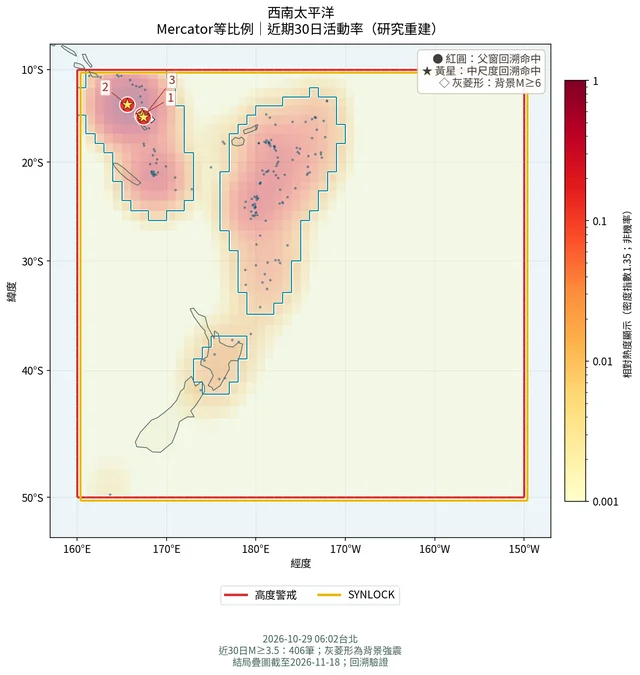 西南太平洋
Mercator等比例｜近期30日活動率（研究重建）
● 紅圓：父窗回溯命中
★ 黃星：中尺度回溯命中
◇ 灰菱形：背景M≥6
2
3
1
10°S
20°S
30°S
40°S
50°S
緯度
160°E
170°E
180°E
170°W
160°W
150°W
經度
1
0.1
0.01
0.001
相對熱度顯示（密度指數1.35；非機率）
高度警戒
SYNLOCK
2026-10-29 06:02台北
近30日M≥3.5：406筆；灰菱形為背景強震
結局疊圖截至2026-11-18；回溯驗證